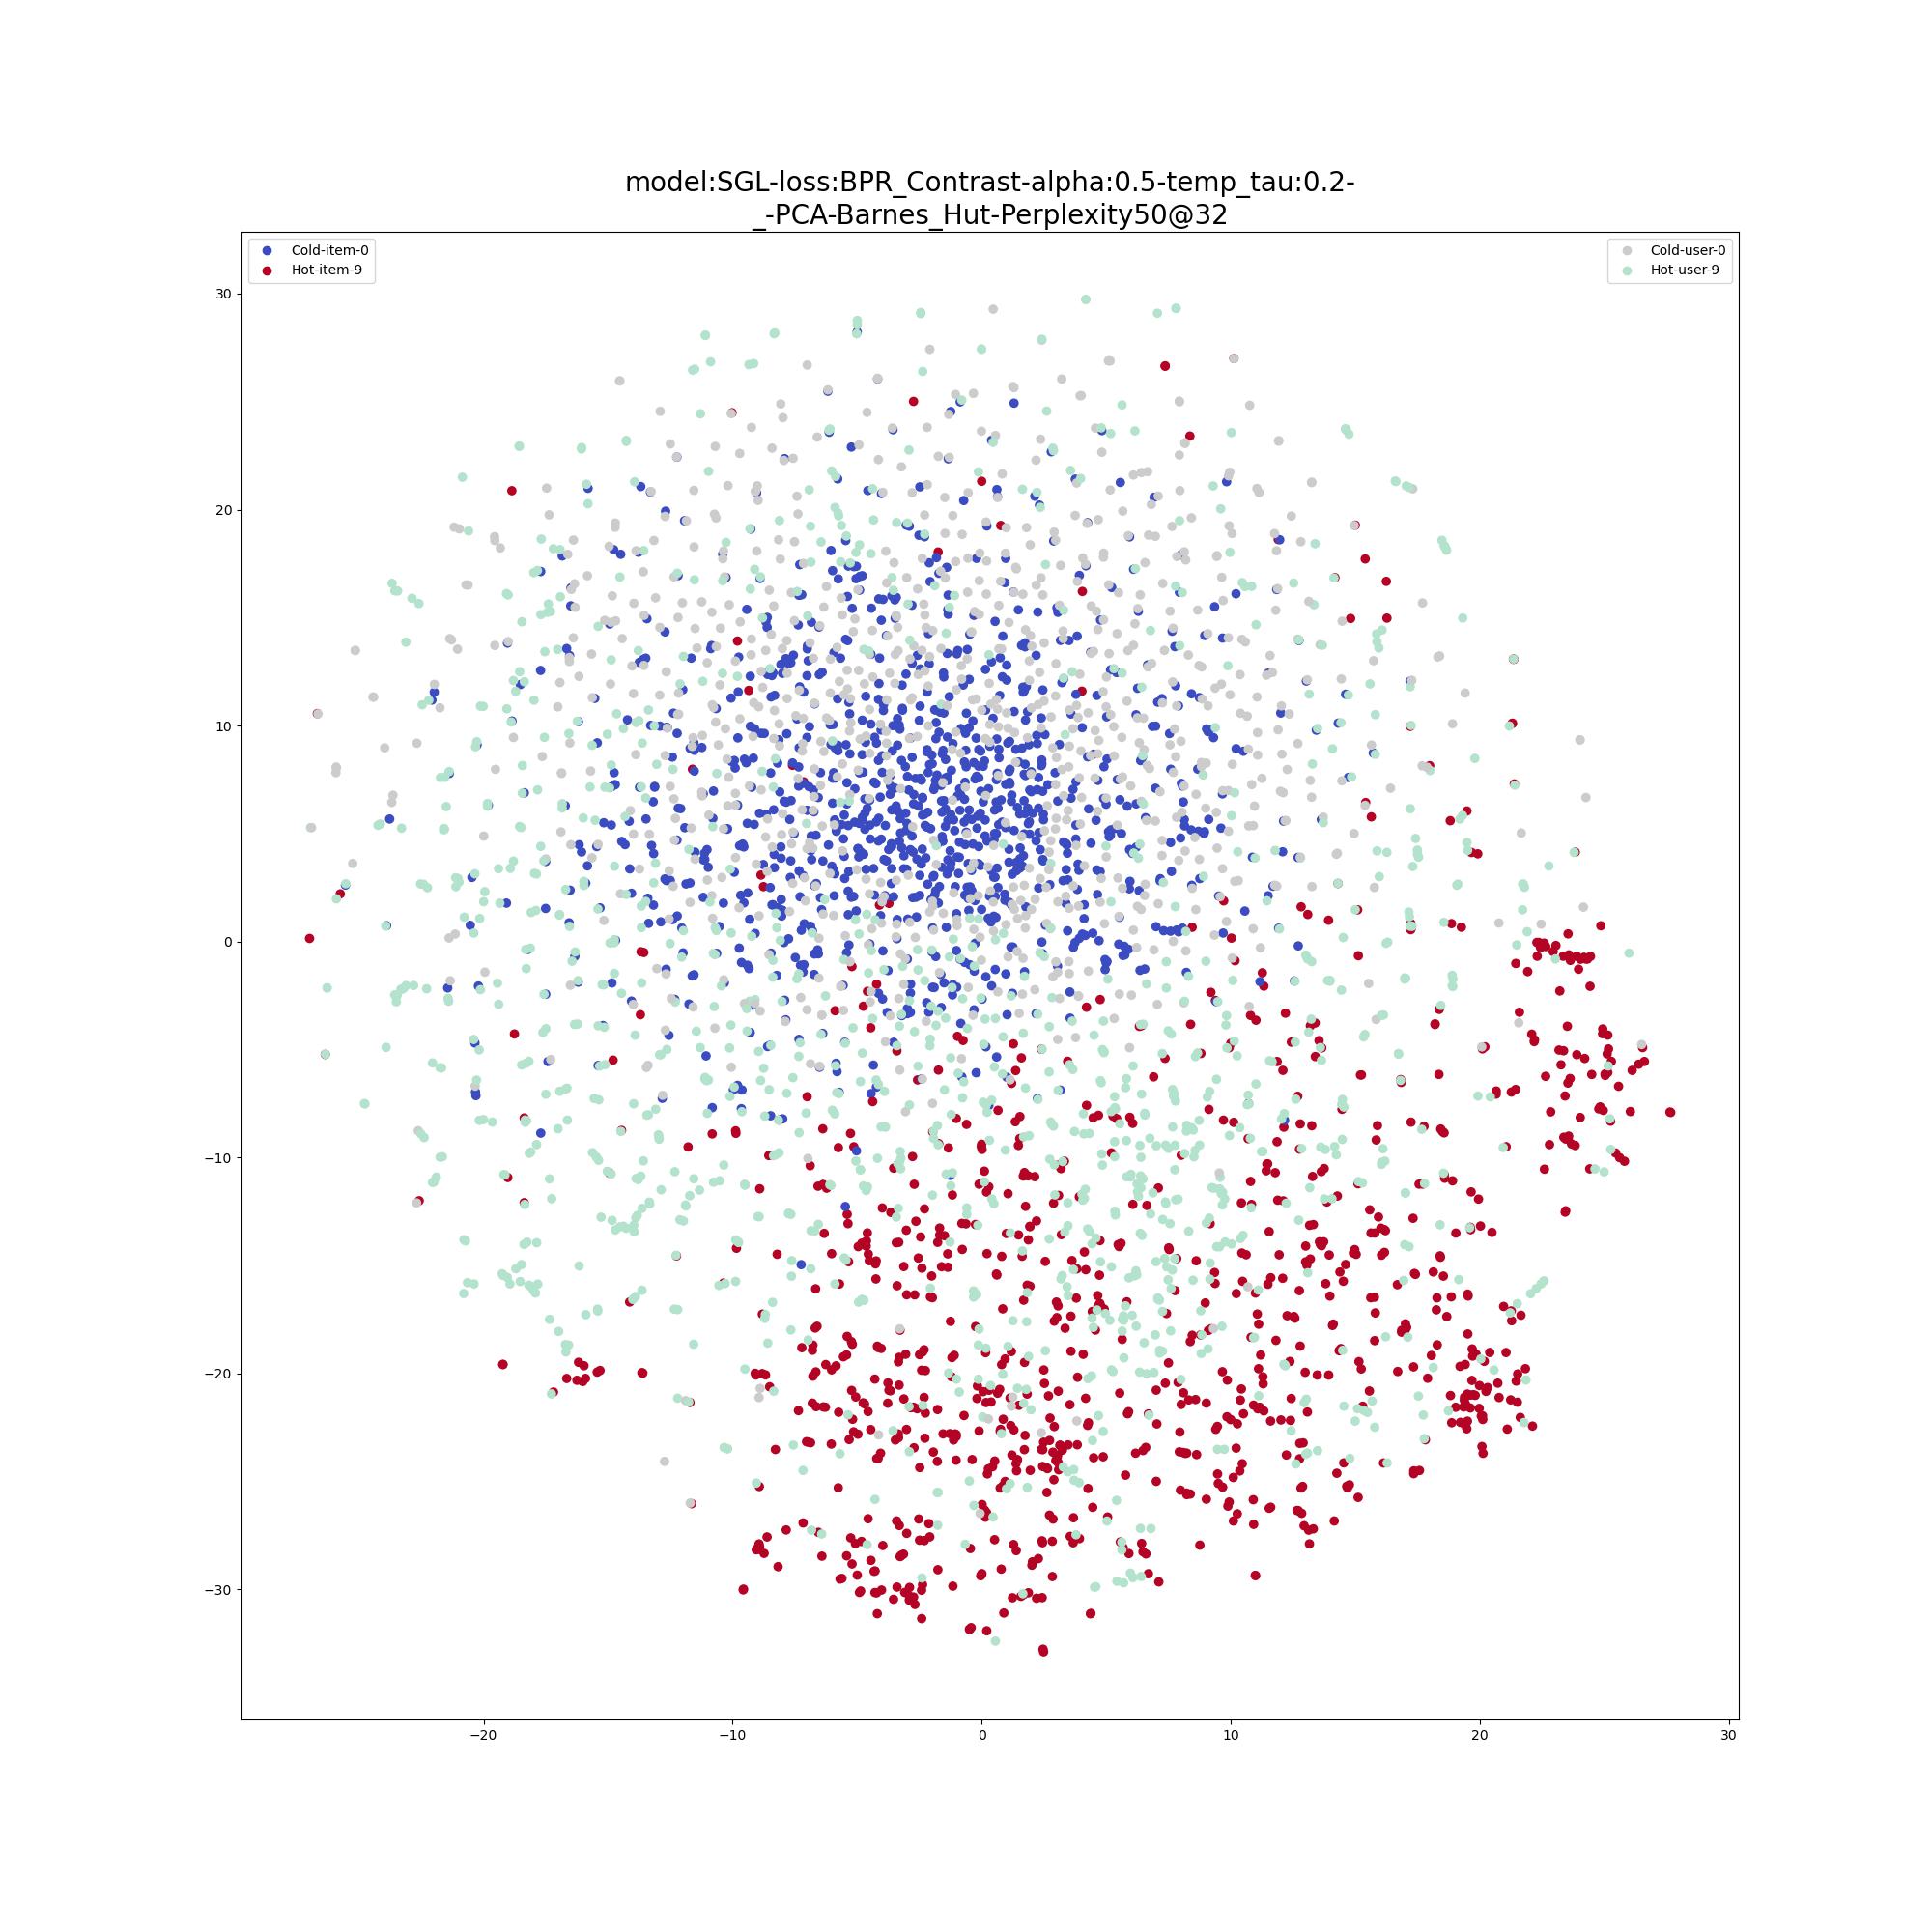 model:SGL-loss:BPR_Contrast-alpha:0.5-temp_tau:0.2-
_-PCA-Barnes_Hut-Perplexity50@32
Cold-item-0
Hot-item-9
Cold-user-0
Hot-user-9
30
20
10
0
−10
−20
−30
−20
−10
0
10
20
30